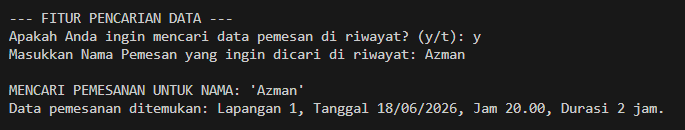 --- FITUR PENCARIAN DATA ---
Apakah Anda ingin mencari data pemesan di riwayat? (y/t): y
Masukkan Nama Pemesan yang ingin dicari di riwayat: Azman
MENCARI PEMESANAN UNTUK NAMA: 'Azman'
Data pemesanan ditemukan: Lapangan 1, Tanggal 18/06/2026, Jam 20.00, Durasi 2 jam.